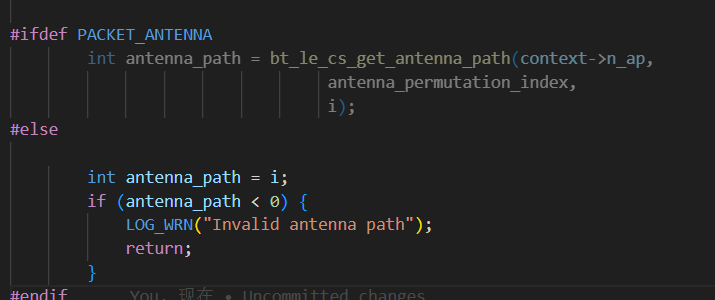 #ifdef PACKET_ANTENNA
int antenna_path = bt_le_cs_get_antenna_path(context->n_ap,
antenna_permutation_index,
i);
#else
int antenna_path = i;
if (antenna_path < 0) {
LOG_WRN("Invalid antenna path");
return;
}
#endif You, 现在 • Uncommitted changes